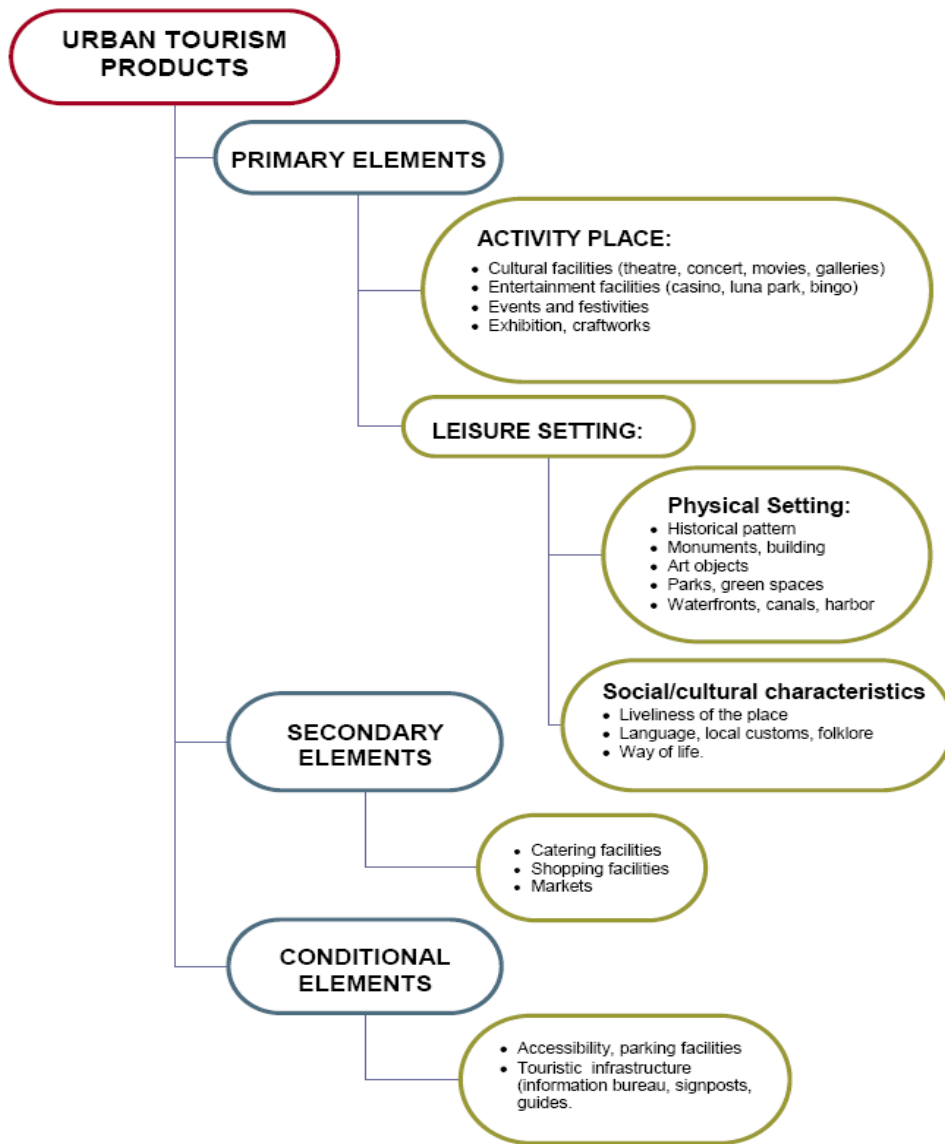 URBAN TOURISM
PRODUCTS
PRIMARY ELEMENTS
ACTIVITY PLACE:
• Cultural facilities (theatre, concert, movies, galleries)
• Entertainment facilities (casino, luna park, bingo)
• Events and festivities
• Exhibition, craftworks
LEISURE SETTING:
Physical Setting:
• Historical pattern
• Monuments, building
• Art objects
• Parks, green spaces
• Waterfronts, canals, harbor
Social/cultural characteristics
• Liveliness of the place
• Language, local customs, folklore
• Way of life.
SECONDARY
ELEMENTS
• Catering facilities
• Shopping facilities
• Markets
CONDITIONAL
ELEMENTS
• Accessibility, parking facilities
• Touristic infrastructure
(information bureau, signposts,
guides.